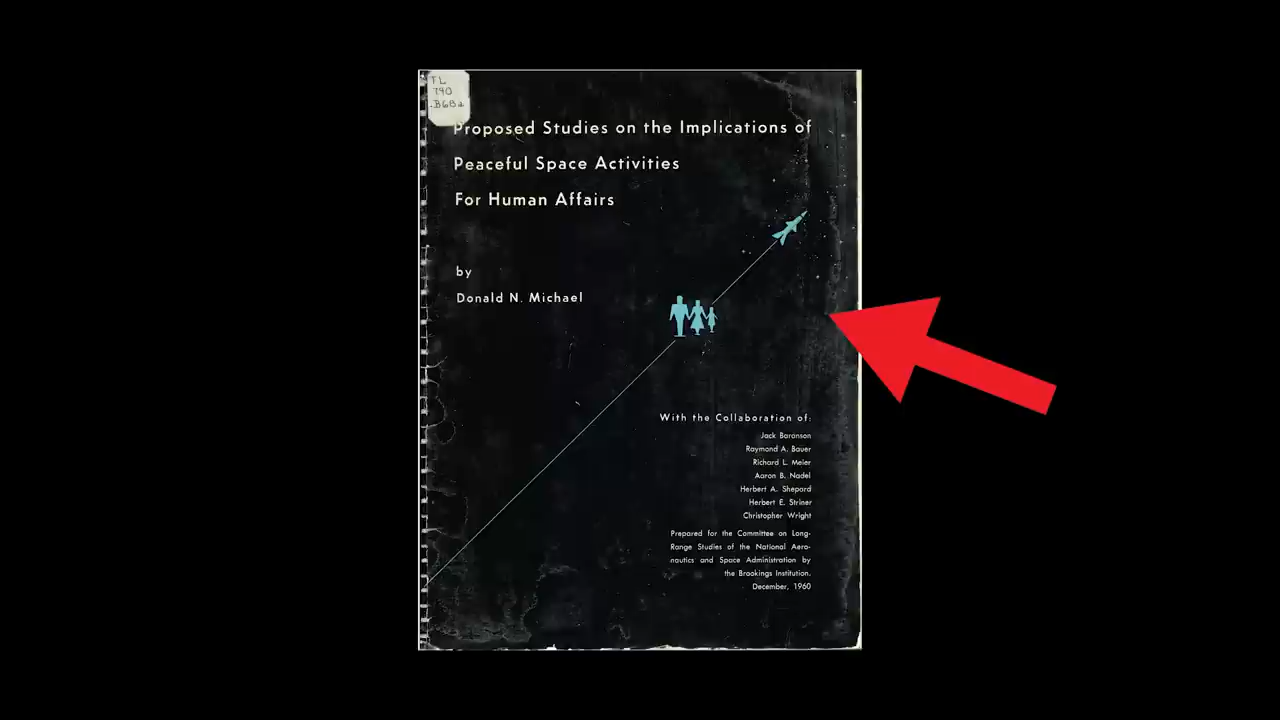 TL
790
.B6B2
Proposed Studies on the Implications of
Peaceful Space Activities
For Human Affairs
by
Donald N. Michael
With the Collaboration of:
Jack Baranson
Raymond A. Bauer
Richard L. Meier
Aaron B. Nadel
Herbert A. Shepard
Herbert E. Striner
Christopher Wright
Prepared for the Committee on Long-
Range Studies of the National Aero-
nautics and Space Administration by
the Brookings Institution.
December, 1960